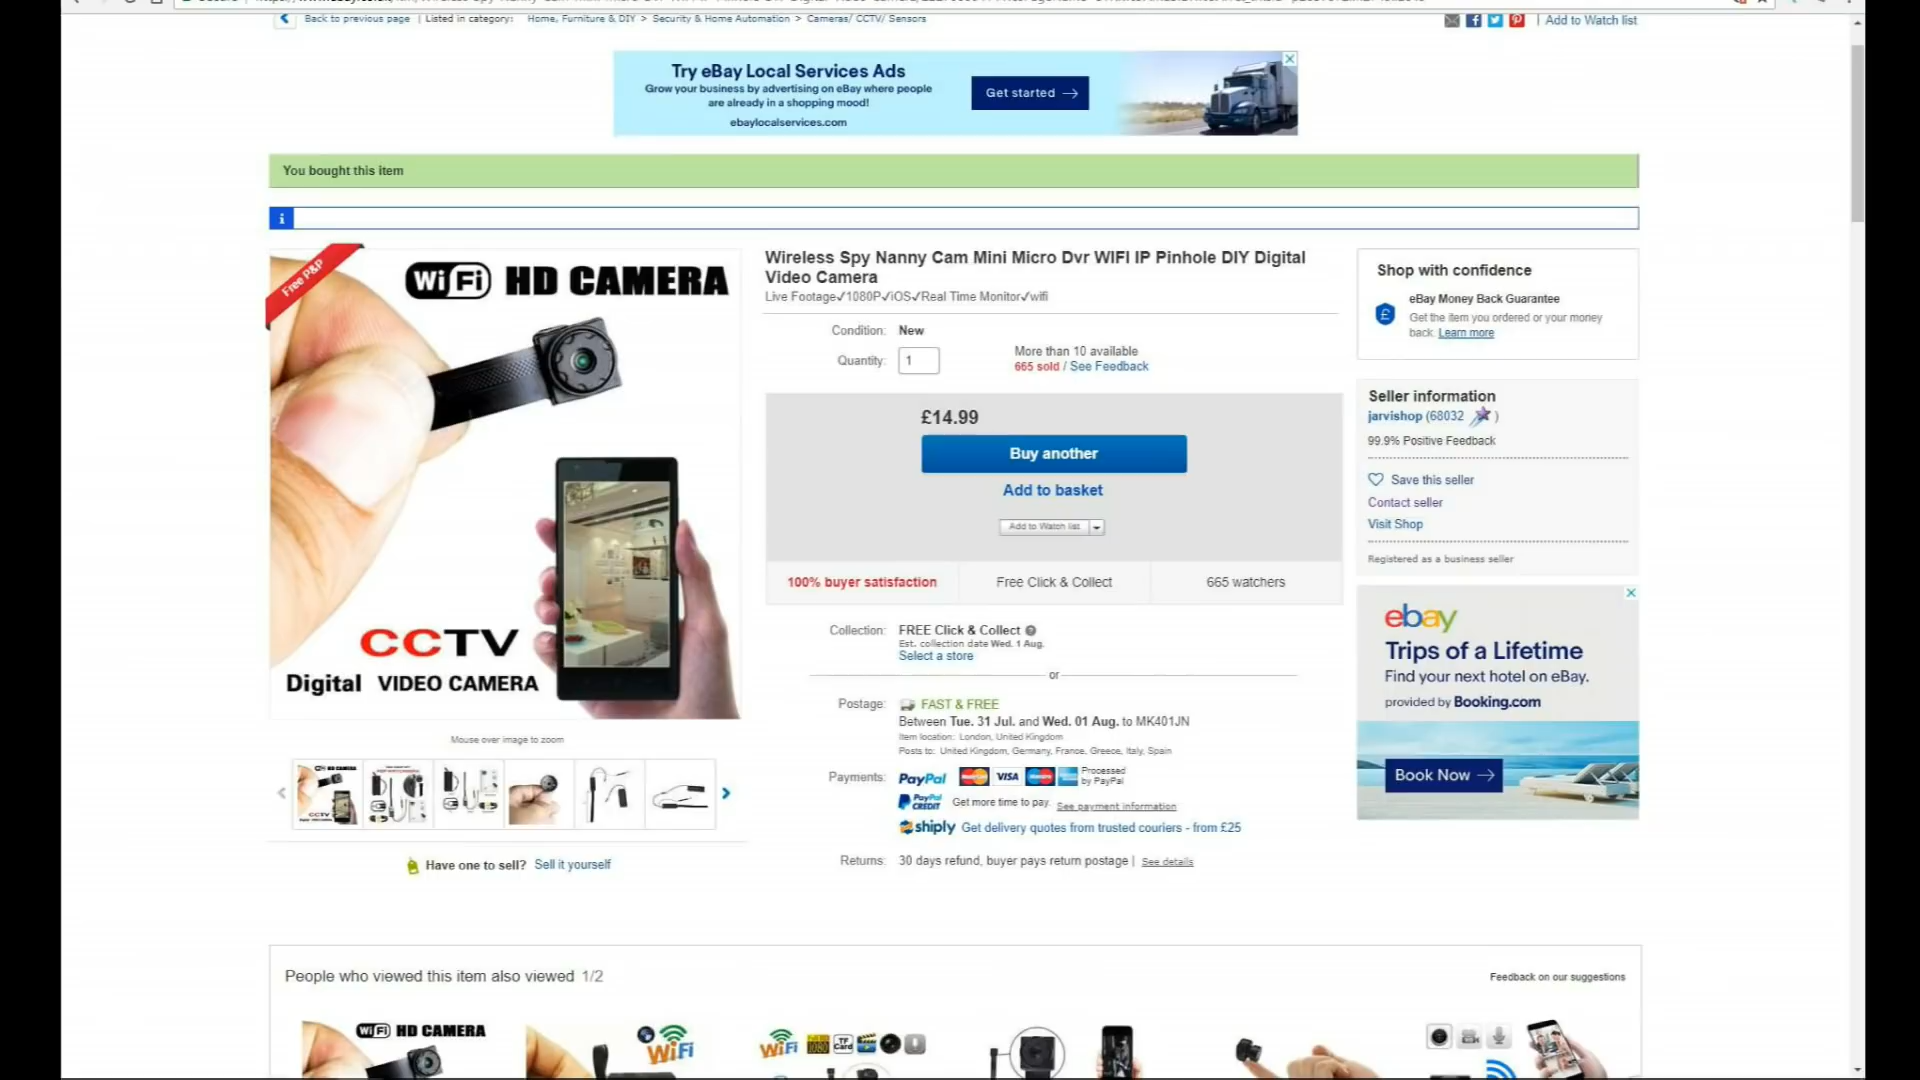 Back to previous page | Listed in category: Home, Furniture & DIY > Security & Home Automation > Cameras/ CCTV/ Sensors
| Add to Watch list
Try eBay Local Services Ads
Grow your business by advertising on eBay where people
are already in a shopping mood!
ebaylocalservices.com
Get started →
You bought this item
i
Free P&P
WiFi HD CAMERA
CCTV
Digital VIDEO CAMERA
Mouse over image to zoom
Have one to sell? Sell it yourself
Wireless Spy Nanny Cam Mini Micro Dvr WIFI IP Pinhole DIY Digital
Video Camera
Live Footage✓1080P✓iOS✓Real Time Monitor✓wifi
Condition: New
Quantity: 1
More than 10 available
665 sold / See Feedback
£14.99
Buy another
Add to basket
Add to Watch list
100% buyer satisfaction
Free Click & Collect
665 watchers
Collection: FREE Click & Collect
Est. collection date Wed. 1 Aug.
Select a store
or
Postage: FAST & FREE
Between Tue. 31 Jul. and Wed. 01 Aug. to MK401JN
Item location: London, United Kingdom
Posts to: United Kingdom, Germany, France, Greece, Italy, Spain
Payments: PayPal VISA Processed
by PayPal
PayPal CREDIT Get more time to pay. See payment information
shiply Get delivery quotes from trusted couriers - from £25
Returns: 30 days refund, buyer pays return postage | See details
Shop with confidence
eBay Money Back Guarantee
Get the item you ordered or your money
back. Learn more
Seller information
jarvishop (68032 )
99.9% Positive Feedback
Save this seller
Contact seller
Visit Shop
Registered as a business seller
ebay
Trips of a Lifetime
Find your next hotel on eBay.
provided by Booking.com
Book Now →
People who viewed this item also viewed 1/2
Feedback on our suggestions
WiFi HD CAMERA
WiFi
WiFi